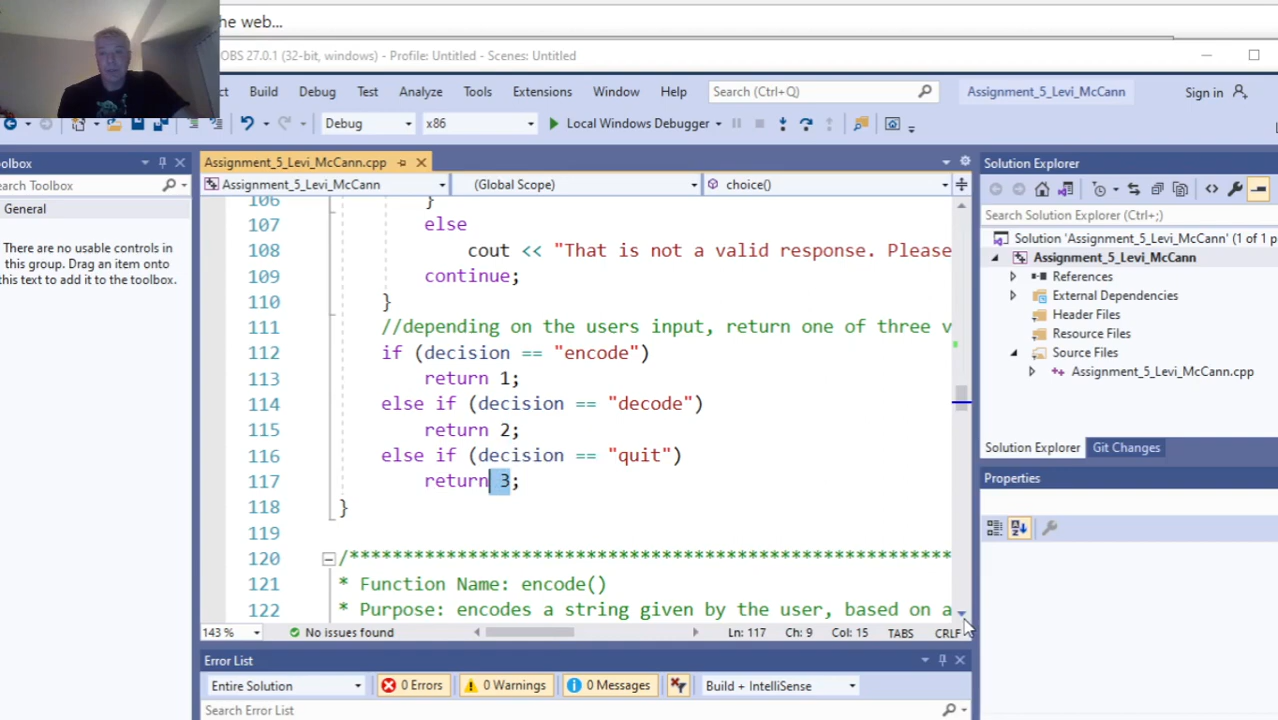 he web...
OBS 27.0.1 (32-bit, windows) - Profile: Untitled - Scenes: Untitled
ct Build Debug Test Analyze Tools Extensions Window Help Search (Ctrl+Q) Assignment_5_Levi_McCann Sign in
Debug x86 Local Windows Debugger
oolbox
earch Toolbox
General
There are no usable controls in
this group. Drag an item onto
this text to add it to the toolbox.
Assignment_5_Levi_McCann.cpp
Assignment_5_Levi_McCann (Global Scope) choice()
106 }
107 else
108 cout << "That is not a valid response. Please
109 continue;
110 }
111 //depending on the users input, return one of three v
112 if (decision == "encode")
113 return 1;
114 else if (decision == "decode")
115 return 2;
116 else if (decision == "quit")
117 return 3;
118 }
119
120 /********************************************************
121 * Function Name: encode()
122 * Purpose: encodes a string given by the user, based on a
143 % No issues found Ln: 117 Ch: 9 Col: 15 TABS CRLF
Error List
Entire Solution 0 Errors 0 Warnings 0 Messages Build + IntelliSense
Search Error List
Solution Explorer
Search Solution Explorer (Ctrl+;)
Solution 'Assignment_5_Levi_McCann' (1 of 1 p
Assignment_5_Levi_McCann
References
External Dependencies
Header Files
Resource Files
Source Files
Assignment_5_Levi_McCann.cpp
Solution Explorer Git Changes
Properties